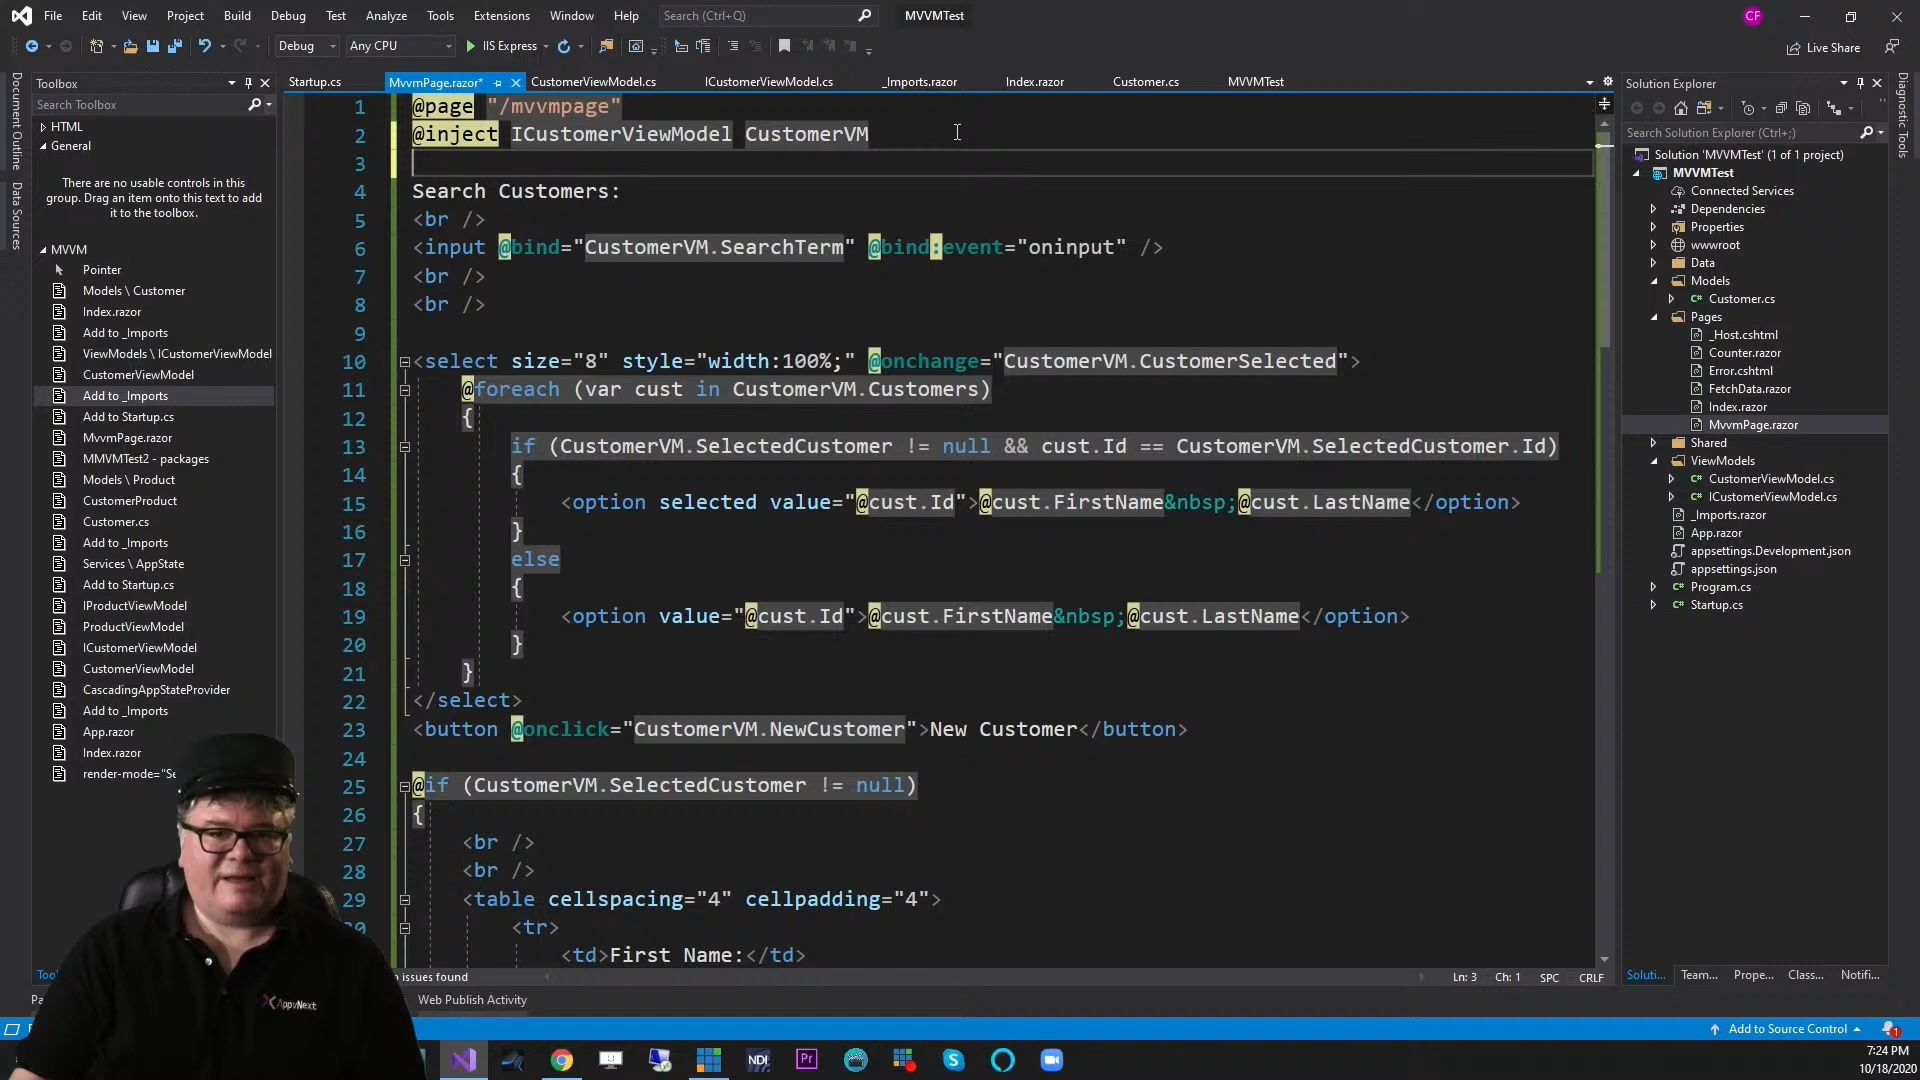 File Edit View Project Build Debug Test Analyze Tools Extensions Window Help Search (Ctrl+Q) MVVMTest CF
Debug Any CPU IIS Express Live Share
Toolbox
Search Toolbox
HTML
General
There are no usable controls in this
group. Drag an item onto this text to add
it to the toolbox.
MVVM
Pointer
Models \ Customer
Index.razor
Add to _Imports
ViewModels \ ICustomerViewModel
CustomerViewModel
Add to _Imports
Add to Startup.cs
MvvmPage.razor
MMVMTest2 - packages
Models \ Product
CustomerProduct
Customer.cs
Add to _Imports
Services \ AppState
Add to Startup.cs
IProductViewModel
ProductViewModel
ICustomerViewModel
CustomerViewModel
CascadingAppStateProvider
Add to _Imports
App.razor
Index.razor
render-mode="Se
Document Outline
Data Sources
Startup.cs MvvmPage.razor* CustomerViewModel.cs ICustomerViewModel.cs _Imports.razor Index.razor Customer.cs MVVMTest
1 @page "/mvvmpage"
2 @inject ICustomerViewModel CustomerVM
3
4 Search Customers:
5 <br />
6 <input @bind="CustomerVM.SearchTerm" @bind:event="oninput" />
7 <br />
8 <br />
9
10 <select size="8" style="width:100%;" @onchange="CustomerVM.CustomerSelected">
11 @foreach (var cust in CustomerVM.Customers)
12 {
13 if (CustomerVM.SelectedCustomer != null && cust.Id == CustomerVM.SelectedCustomer.Id)
14 {
15 <option selected value="@cust.Id">@cust.FirstName&nbsp;@cust.LastName</option>
16 }
17 else
18 {
19 <option value="@cust.Id">@cust.FirstName&nbsp;@cust.LastName</option>
20 }
21 }
22 </select>
23 <button @onclick="CustomerVM.NewCustomer">New Customer</button>
24
25 @if (CustomerVM.SelectedCustomer != null)
26 {
27 <br />
28 <br />
29 <table cellspacing="4" cellpadding="4">
<tr>
<td>First Name:</td>
issues found Ln: 3 Ch: 1 SPC CRLF
Web Publish Activity
Solution Explorer
Search Solution Explorer (Ctrl+;)
Solution 'MVVMTest' (1 of 1 project)
MVVMTest
Connected Services
Dependencies
Properties
wwwroot
Data
Models
Customer.cs
Pages
_Host.cshtml
Counter.razor
Error.cshtml
FetchData.razor
Index.razor
MvvmPage.razor
Shared
ViewModels
CustomerViewModel.cs
ICustomerViewModel.cs
_Imports.razor
App.razor
appsettings.Development.json
appsettings.json
Program.cs
Startup.cs
Diagnostic Tools
Soluti... Team... Prope... Class... Notifi...
Add to Source Control 1
AppvNext
NDI Pr
7:24 PM
10/18/2020